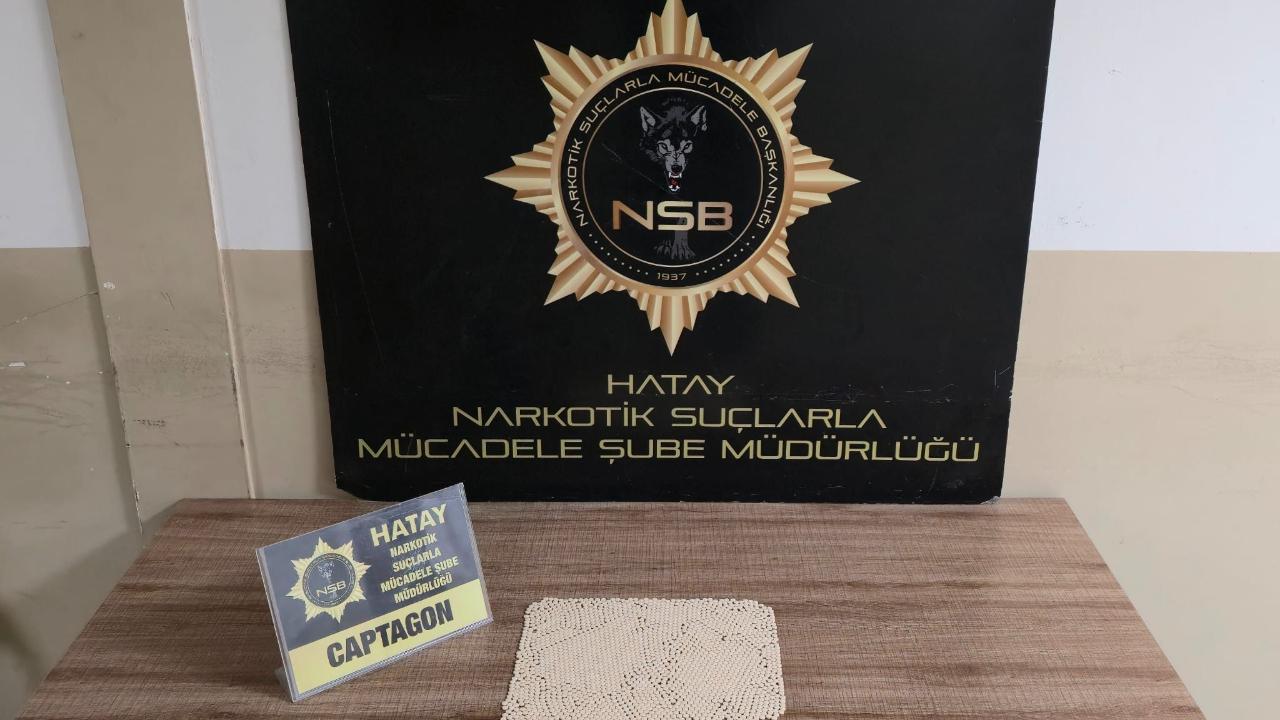 NARKOTİK SUÇLARLA MÜCADELE BAŞKANLIĞI
NSB
1937
HATAY
NARKOTİK SUÇLARLA
MÜCADELE ŞUBE MÜDÜRLÜĞÜ
HATAY
NARKOTİK
SUÇLARLA
MÜCADELE ŞUBE
MÜDÜRLÜĞÜ
NSB
CAPTAGON